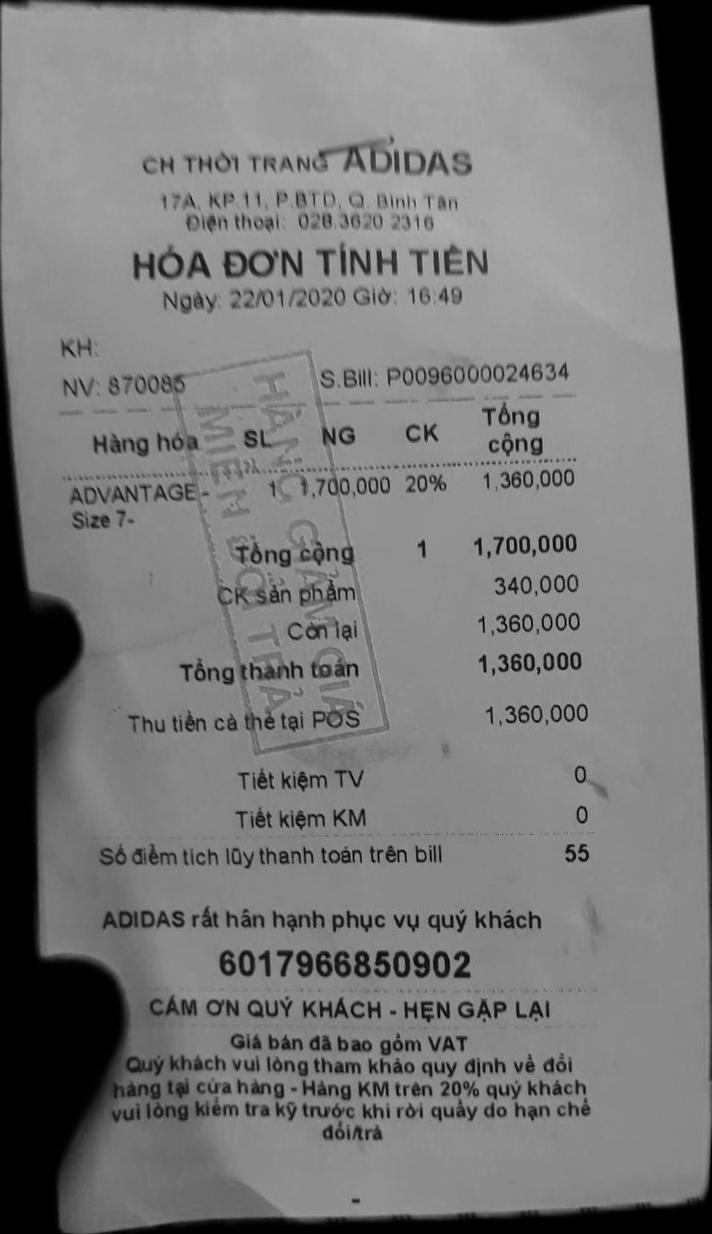 CH THỜI TRANG ADIDAS
17A, KP.11, P.BTD, Q. Bình Tân
Điện thoại: 028.3620 2316
HÓA ĐƠN TÍNH TIỀN
Ngày: 22/01/2020 Giờ: 16:49
KH:
NV: 870085 S.Bill: P0096000024634
Hàng hóa SL NG CK Tổng cộng
ADVANTAGE - 1 1,700,000 20% 1,360,000
Size 7-
Tổng cộng 1 1,700,000
CK sản phẩm 340,000
Còn lại 1,360,000
Tổng thanh toán 1,360,000
Thu tiền cà thẻ tại POS 1,360,000
HÀNG GIẢM GIÁ
MIỄN ĐỔI TRẢ
Tiết kiệm TV 0
Tiết kiệm KM 0
Số điểm tích lũy thanh toán trên bill 55
ADIDAS rất hân hạnh phục vụ quý khách
6017966850902
CÁM ƠN QUÝ KHÁCH - HẸN GẶP LẠI
Giá bán đã bao gồm VAT
Quý khách vui lòng tham khảo quy định về đổi
hàng tại cửa hàng - Hàng KM trên 20% quý khách
vui lòng kiểm tra kỹ trước khi rời quầy do hạn chế
đổi/trả